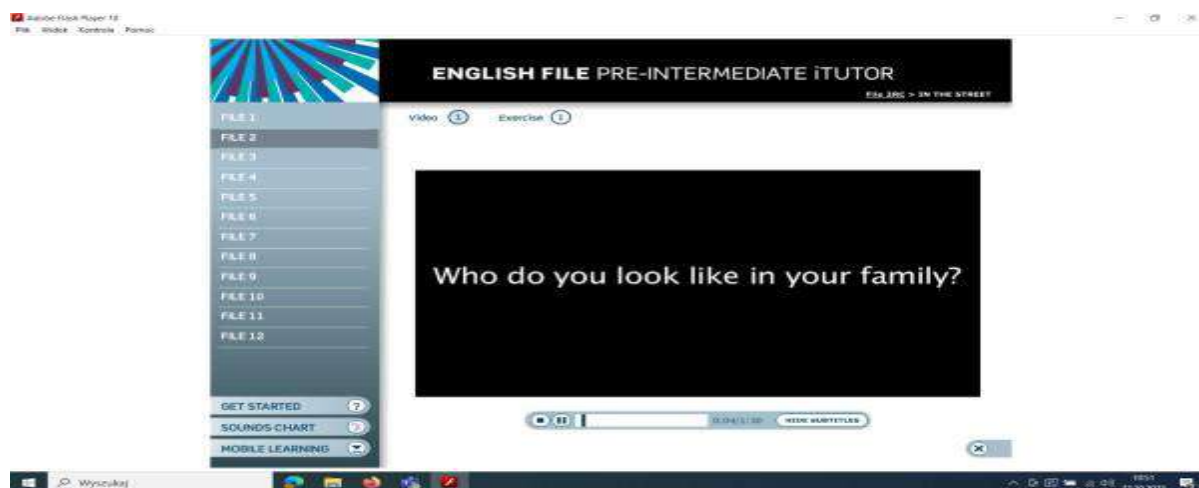 Adobe Flash Player 10
Plik Widok Kontrola Pomoc
ENGLISH FILE PRE-INTERMEDIATE iTUTOR
> IN THE STREET
Video 1 Exercise 1
FILE 1
FILE 2
FILE 3
FILE 4
FILE 5
FILE 6
FILE 7
FILE 8
FILE 9
FILE 10
FILE 11
FILE 12
Who do you look like in your family?
GET STARTED ?
SOUNDS CHART
MOBILE LEARNING
HIDE SUBTITLES
Wyszukaj